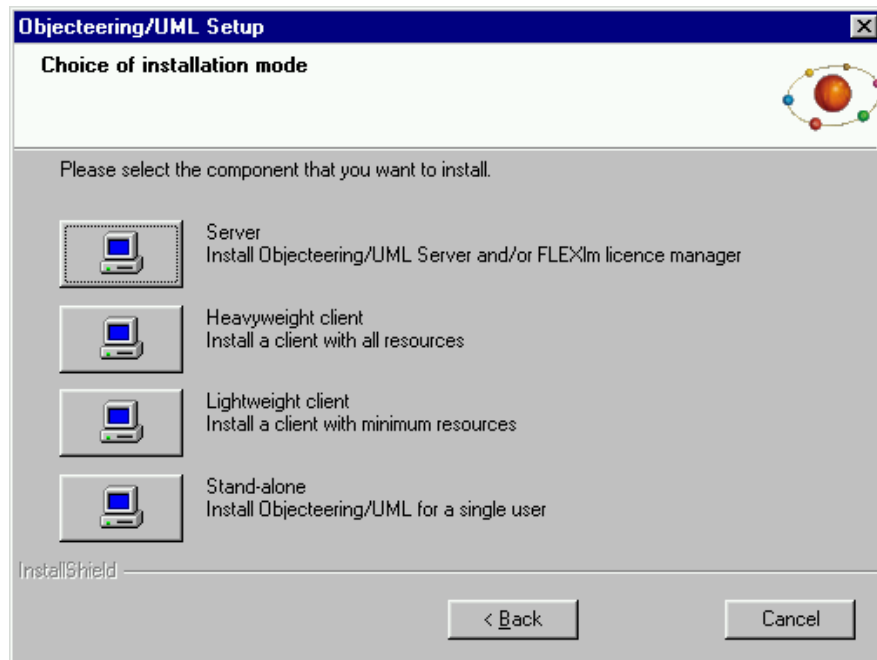 Objecteering/UML Setup
Choice of installation mode
Please select the component that you want to install.
Server
Install Objecteering/UML Server and/or FLEXlm licence manager
Heavyweight client
Install a client with all resources
Lightweight client
Install a client with minimum resources
Stand-alone
Install Objecteering/UML for a single user
InstallShield
< Back
Cancel